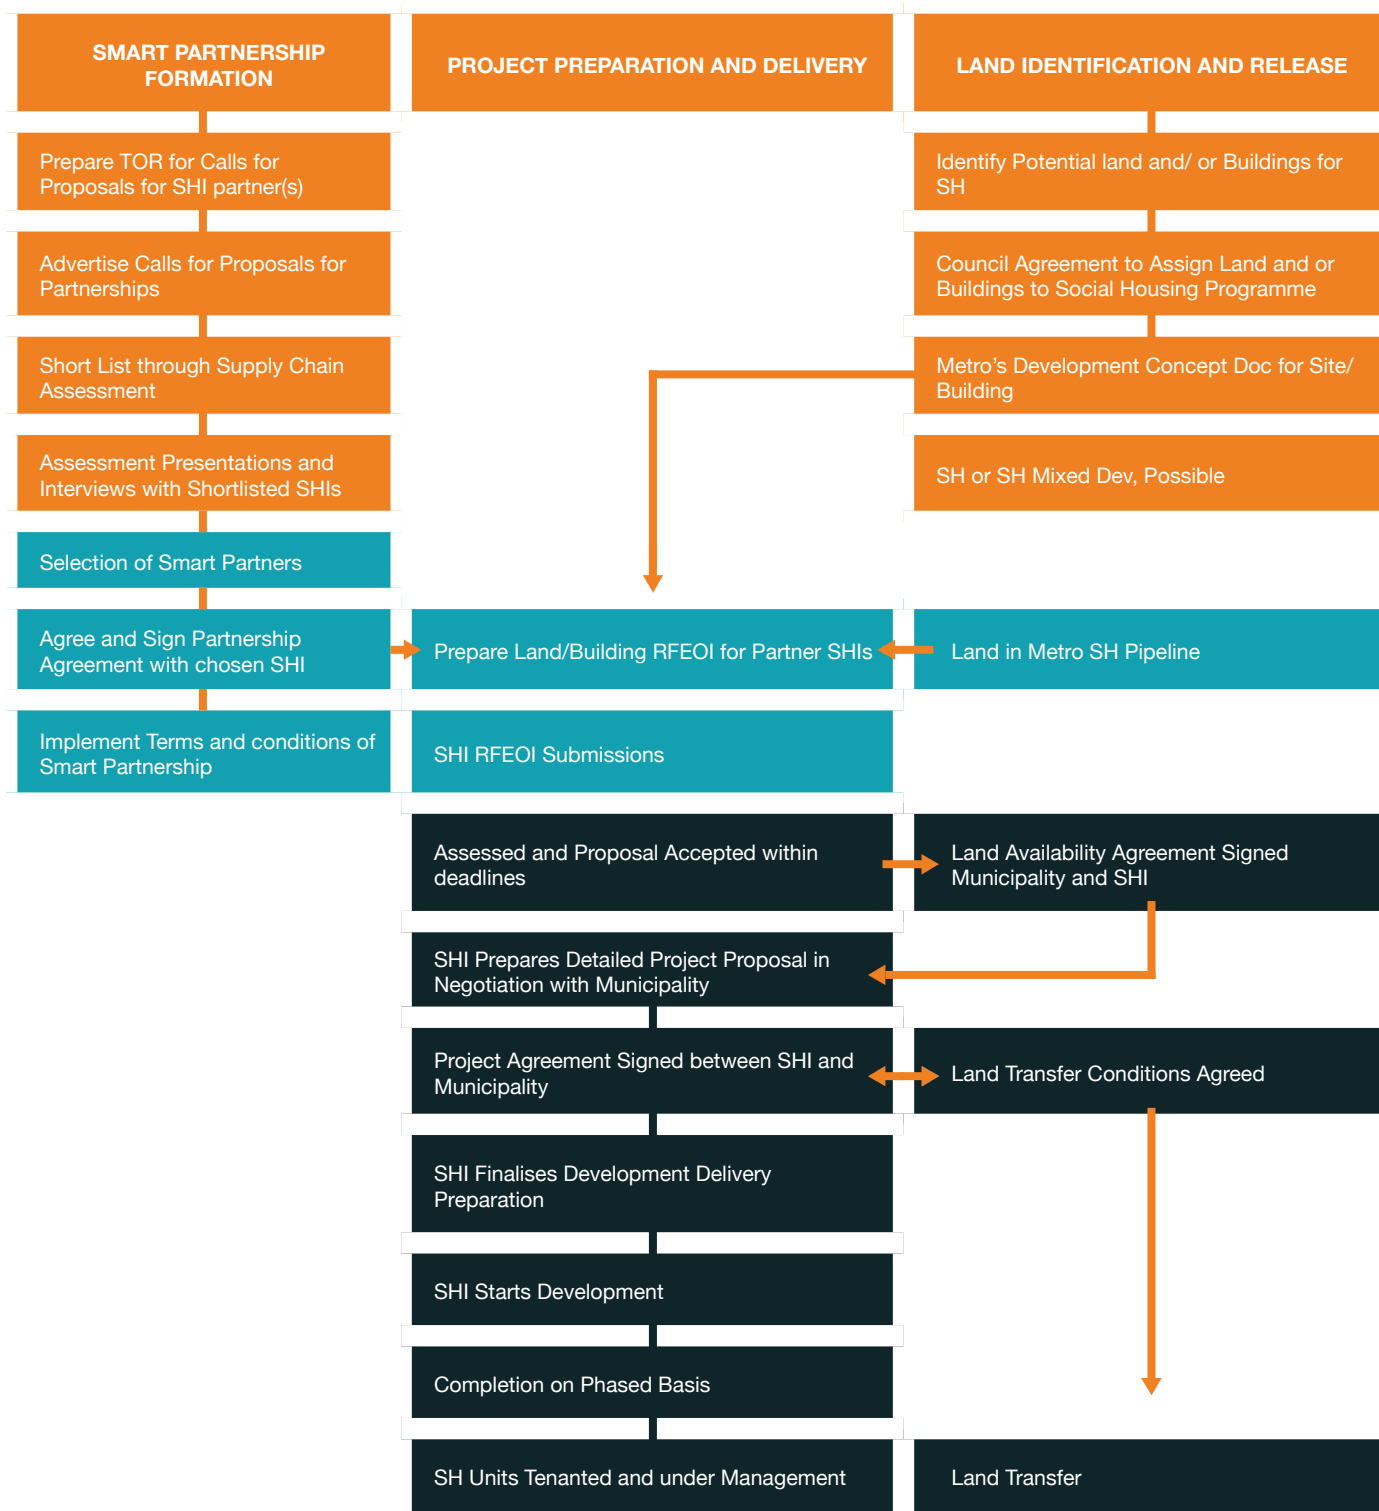 SMART PARTNERSHIP
FORMATION
PROJECT PREPARATION AND DELIVERY
LAND IDENTIFICATION AND RELEASE
Prepare TOR for Calls for
Proposals for SHI partner(s)
Identify Potential land and/ or Buildings for
SH
Advertise Calls for Proposals for
Partnerships
Council Agreement to Assign Land and or
Buildings to Social Housing Programme
Short List through Supply Chain
Assessment
Metro’s Development Concept Doc for Site/
Building
Assessment Presentations and
Interviews with Shortlisted SHIs
SH or SH Mixed Dev, Possible
Selection of Smart Partners
Agree and Sign Partnership
Agreement with chosen SHI
Prepare Land/Building RFEOI for Partner SHIs
Land in Metro SH Pipeline
Implement Terms and conditions of
Smart Partnership
SHI RFEOI Submissions
Assessed and Proposal Accepted within
deadlines
Land Availability Agreement Signed
Municipality and SHI
SHI Prepares Detailed Project Proposal in
Negotiation with Municipality
Project Agreement Signed between SHI and
Municipality
Land Transfer Conditions Agreed
SHI Finalises Development Delivery
Preparation
SHI Starts Development
Completion on Phased Basis
SH Units Tenanted and under Management
Land Transfer